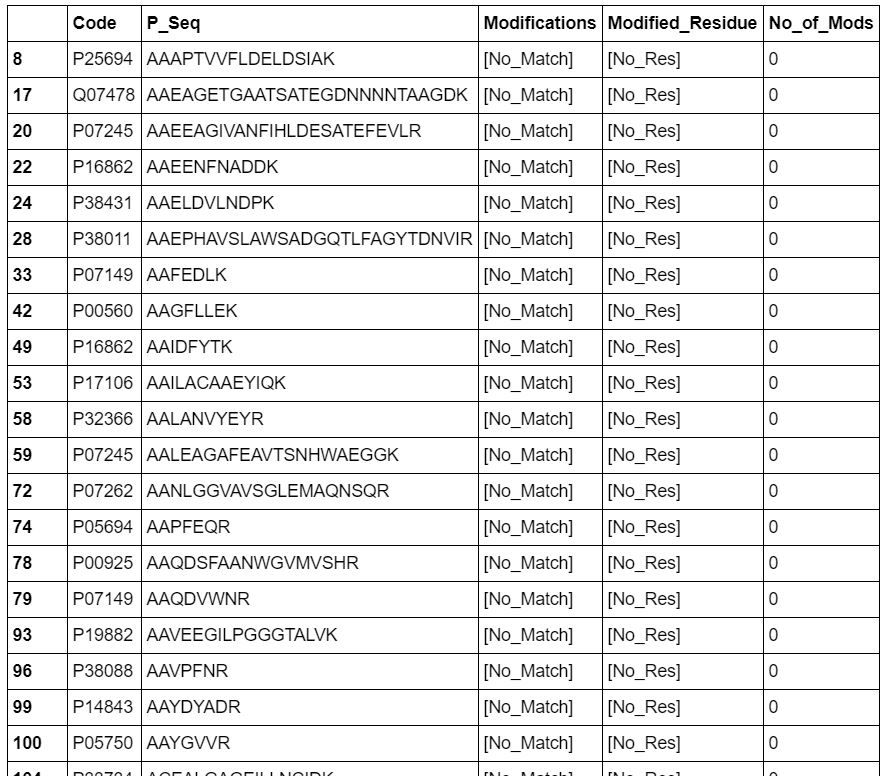 Code P_Seq Modifications Modified_Residue No_of_Mods
8 P25694 AAAPTVVFLDELDSIAK [No_Match] [No_Res] 0
17 Q07478 AAEAGETGAATSATEGDNNNNTAAGDK [No_Match] [No_Res] 0
20 P07245 AAEEAGIVANFIHLDESATEFEVLR [No_Match] [No_Res] 0
22 P16862 AAEENFNADDK [No_Match] [No_Res] 0
24 P38431 AAELDVLNDPK [No_Match] [No_Res] 0
28 P38011 AAEPHAVSLAWSADGQTLFAGYTDNVIR [No_Match] [No_Res] 0
33 P07149 AAFEDLK [No_Match] [No_Res] 0
42 P00560 AAGFLLEK [No_Match] [No_Res] 0
49 P16862 AAIDFYTK [No_Match] [No_Res] 0
53 P17106 AAILACAAEYIQK [No_Match] [No_Res] 0
58 P32366 AALANVYEYR [No_Match] [No_Res] 0
59 P07245 AALEAGAFEAVTSNHWAEGGK [No_Match] [No_Res] 0
72 P07262 AANLGGVAVSGLEMAQNSQR [No_Match] [No_Res] 0
74 P05694 AAPFEQR [No_Match] [No_Res] 0
78 P00925 AAQDSFAANWGVMVSHR [No_Match] [No_Res] 0
79 P07149 AAQDVWNR [No_Match] [No_Res] 0
93 P19882 AAVEEGILPGGGTALVK [No_Match] [No_Res] 0
96 P38088 AAVPFNR [No_Match] [No_Res] 0
99 P14843 AAYDYADR [No_Match] [No_Res] 0
100 P05750 AAYGVVR [No_Match] [No_Res] 0
[No_Match] [No_Res] 0